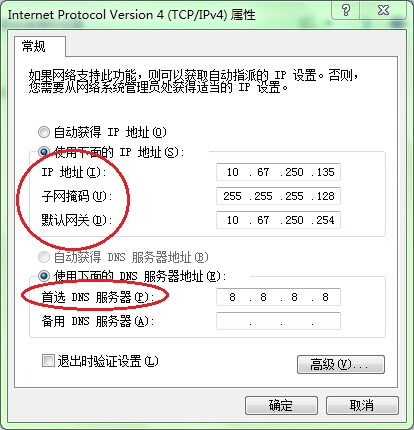 Internet Protocol Version 4 (TCP/IPv4) 属性
常规
如果网络支持此功能，则可以获取自动指派的 IP 设置。否则，
您需要从网络系统管理员处获得适当的 IP 设置。
自动获得 IP 地址(O)
使用下面的 IP 地址(S):
IP 地址(I): 10 . 67 . 250 . 135
子网掩码(U): 255 . 255 . 255 . 128
默认网关(D): 10 . 67 . 250 . 254
自动获得 DNS 服务器地址(B)
使用下面的 DNS 服务器地址(E):
首选 DNS 服务器(P): 8 . 8 . 8 . 8
备用 DNS 服务器(A): . . .
退出时验证设置(L)
高级(V)...
确定 取消